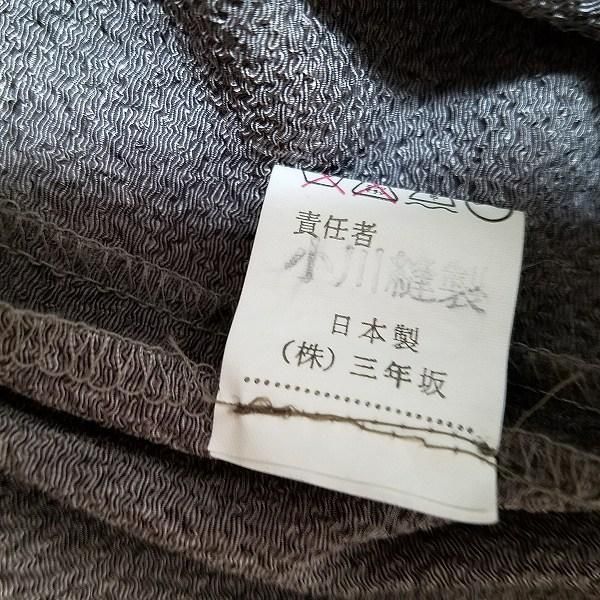 責任者
小川縫製
日本製
（株）三年坂